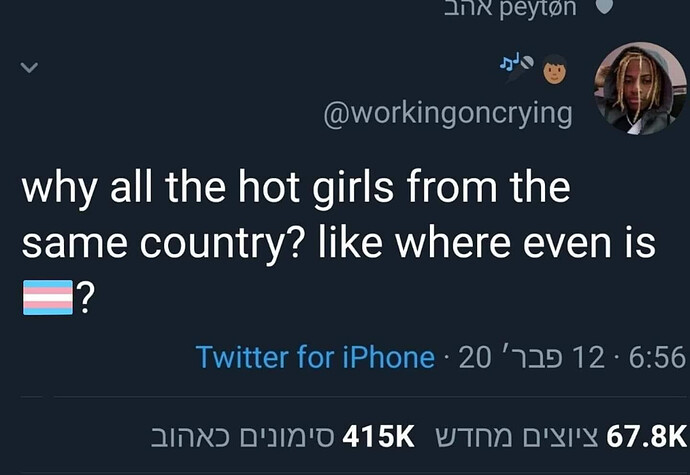 peytøn אהב
@workingoncrying
why all the hot girls from the
same country? like where even is
🏳️‍⚧️?
6:56 · 12 פבר׳ 20 · Twitter for iPhone
67.8K ציוצים מחדש 415K סימונים כאהוב